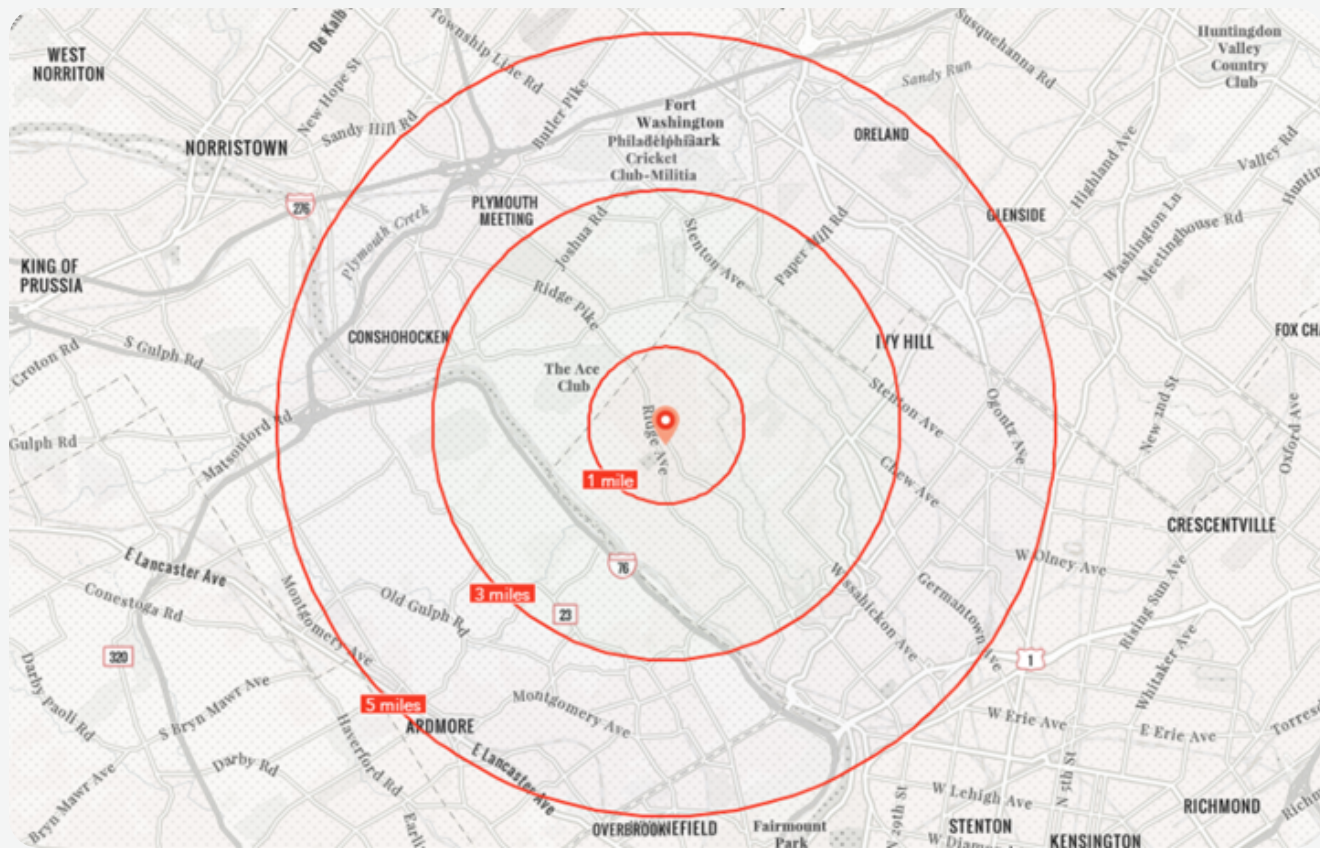 WEST
NORRITON
De Kalb
Township Line Rd
Susquehanna Rd
Huntingdon
Valley
Country
Club
New Hope St
Sandy Hill Rd
Butler Pike
Sandy Run
Fort
Washington
Park
Philadelphia
Cricket
Club-Militia
ORELAND
NORRISTOWN
Highland Ave
Valley Rd
276
PLYMOUTH
MEETING
Plymouth Creek
Joshua Rd
Stenton Ave
Paper Mill Rd
GLENSIDE
Washington Ln
Meetinghouse Rd
KING OF
PRUSSIA
Ridge Pike
S Gulph Rd
CONSHOHOCKEN
IVY HILL
Croton Rd
The Ace
Club
Stenton Ave
Ogontz Ave
New 2nd St
Oxford Ave
Gulph Rd
Matsonford Rd
Ridge Ave
1 mile
Chew Ave
CRESCENTVILLE
E Lancaster Ave
76
W Olney Ave
Conestoga Rd
Montgomery Ave
Old Gulph Rd
3 miles
23
Wissahickon Ave
Germantown Ave
Rising Sun Ave
320
1
Whitaker Ave
Darby Paoli Rd
S Bryn Mawr Ave
5 miles
ARDMORE
Montgomery Ave
W Erie Ave
E Erie Ave
Haverford Rd
Darby Rd
E Lancaster Ave
Bryn Mawr Ave
N 29th St
W Lehigh Ave
N 5th St
RICHMOND
OVERBROOK
Fairmount
Park
STENTON
KENSINGTON